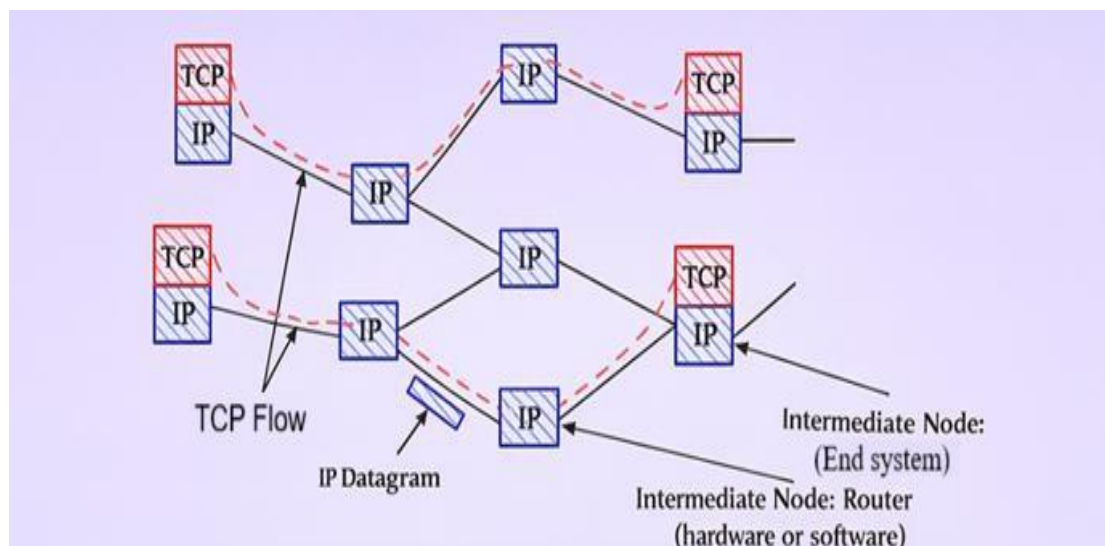 TCP
IP
IP
TCP
IP
IP
TCP
IP
IP
TCP
IP
IP
TCP Flow
IP
IP Datagram
Intermediate Node:
(End system)
Intermediate Node: Router
(hardware or software)